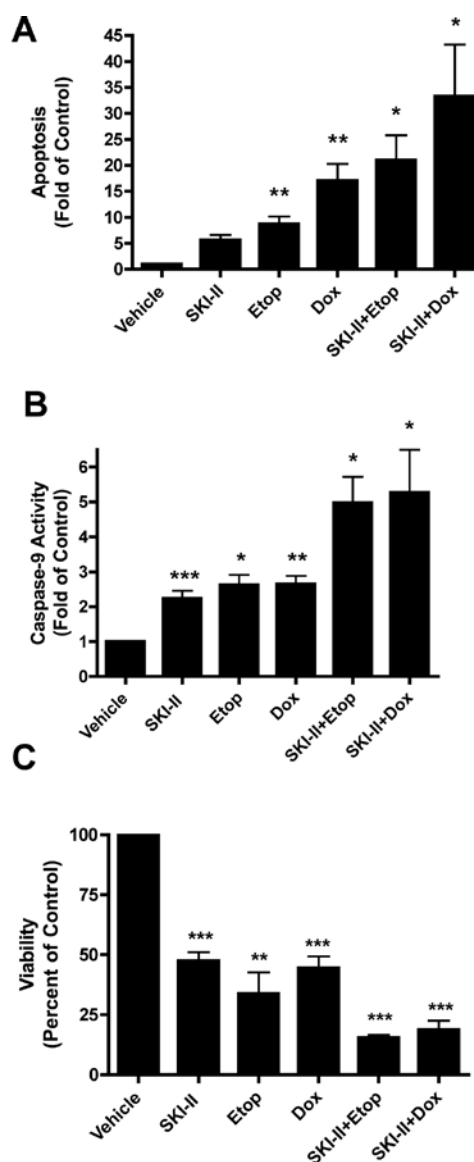 A
Apoptosis
(Fold of Control)
45
40
35
30
25
20
15
10
5
0
**
**
*
*
Vehicle
SKI-II
Etop
Dox
SKI-II+Etop
SKI-II+Dox
B
Caspase-9 Activity
(Fold of Control)
6
5
4
3
2
1
0
***
*
**
*
*
Vehicle
SKI-II
Etop
Dox
SKI-II+Etop
SKI-II+Dox
C
Viability
(Percent of Control)
100
75
50
25
0
***
**
***
***
***
Vehicle
SKI-II
Etop
Dox
SKI-II+Etop
SKI-II+Dox